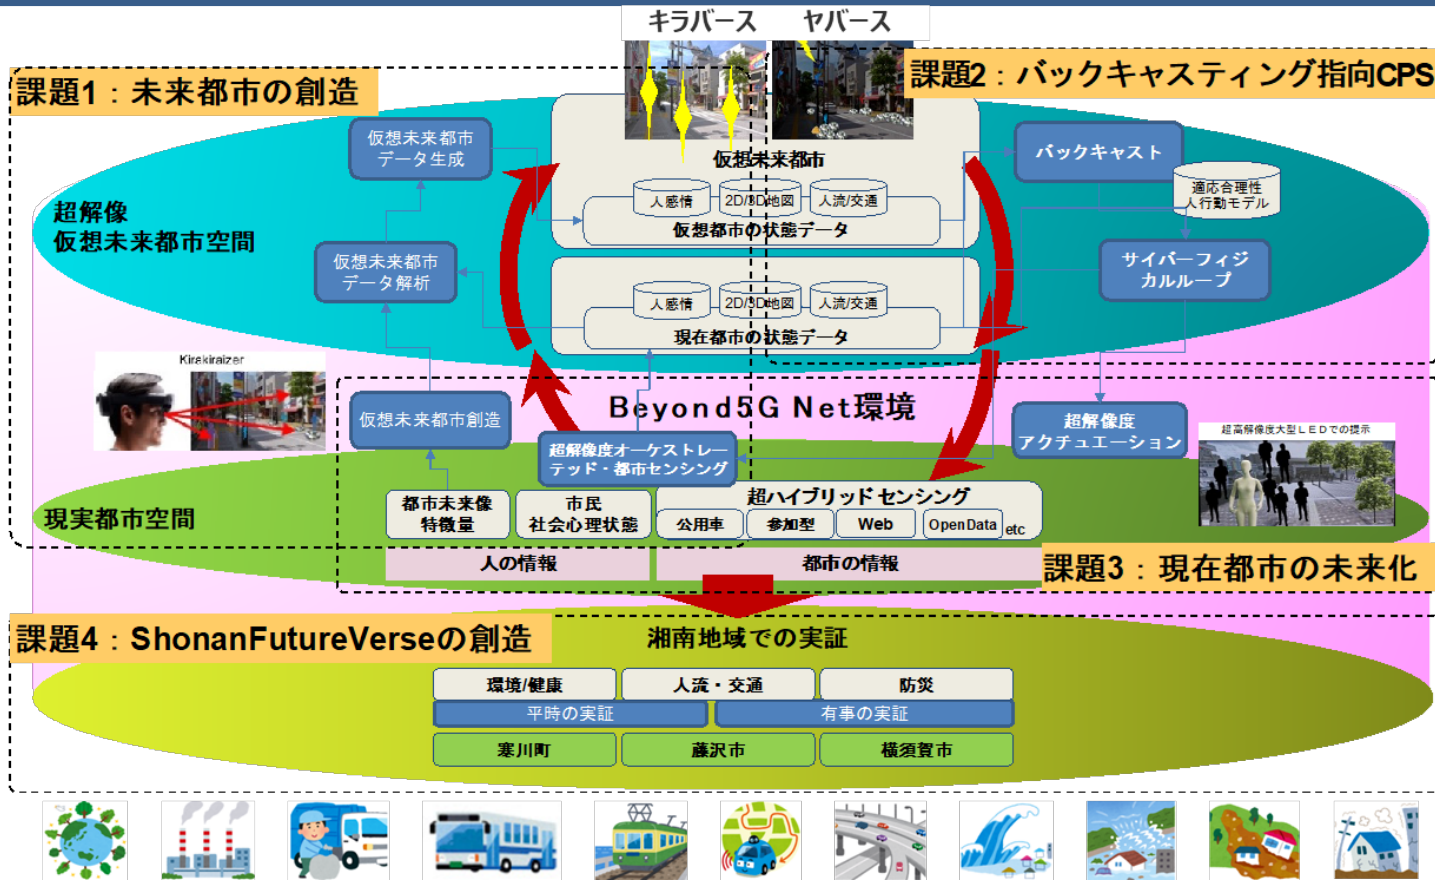 キラバース ヤバース
課題1：未来都市の創造
課題2：バックキャスティング指向CPS
仮想未来都市
データ生成
仮想未来都市
バックキャスト
人感情
2D/3D地図
人流/交通
仮想都市の状態データ
適応合理性
人行動モデル
超解像
仮想未来都市空間
仮想未来都市
データ解析
サイバーフィジ
カルループ
人感情
2D/3D地図
人流/交通
現在都市の状態データ
Kirakiraizer
仮想未来都市創造
Beyond5G Net環境
超解像度
アクチュエーション
超高解像度大型LEDでの提示
超解像度オーケストレー
テッド・都市センシング
現実都市空間
都市未来像
特徴量
市民
社会心理状態
超ハイブリッドセンシング
公用車
参加型
Web
OpenData
etc
人の情報
都市の情報
課題3：現在都市の未来化
課題4：ShonanFutureVerseの創造
湘南地域での実証
環境/健康
人流・交通
防災
平時の実証
有事の実証
寒川町
藤沢市
横須賀市